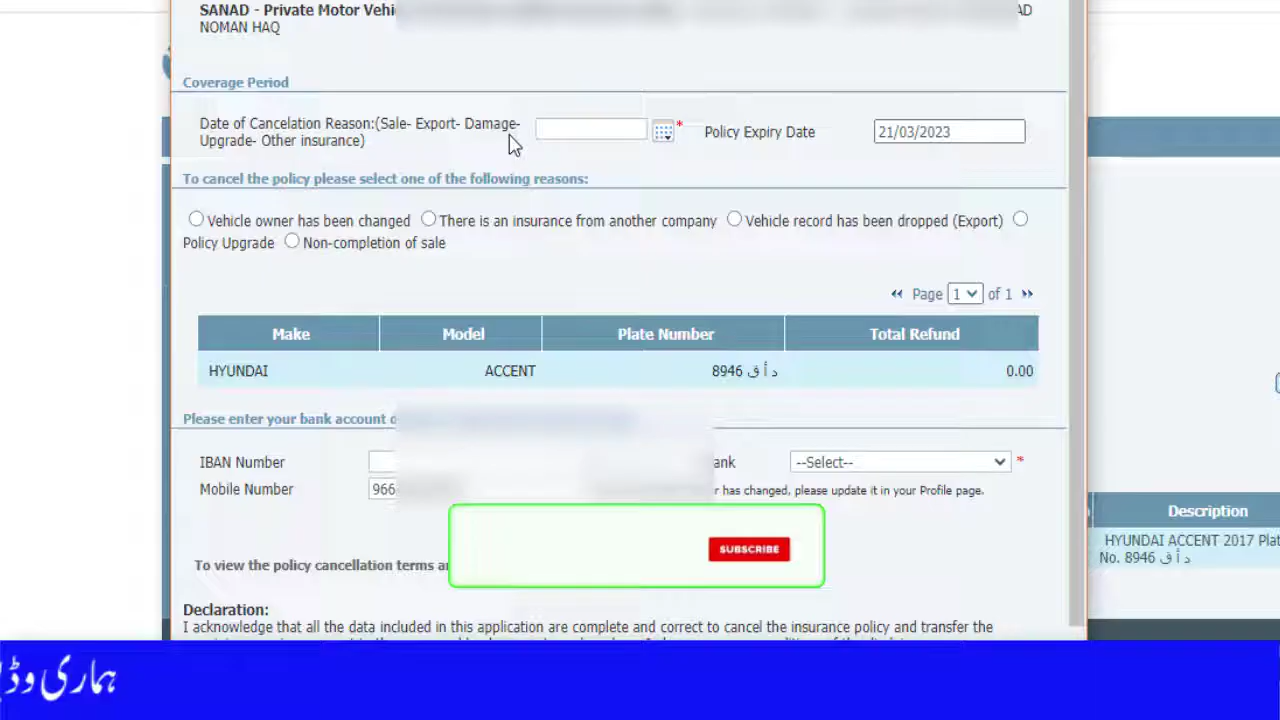 SANAD - Private Motor Vehi
AD
NOMAN HAQ
Coverage Period
Date of Cancelation Reason:(Sale- Export- Damage-
Upgrade- Other insurance)
*
Policy Expiry Date
21/03/2023
To cancel the policy please select one of the following reasons:
Vehicle owner has been changed There is an insurance from another company Vehicle record has been dropped (Export)
Policy Upgrade Non-completion of sale
Page 1 of 1
Make Model Plate Number Total Refund
HYUNDAI ACCENT 8946 د أ ق 0.00
Please enter your bank account
IBAN Number
ank --Select-- *
Mobile Number 966
r has changed, please update it in your Profile page.
SUBSCRIBE
To view the policy cancellation terms
Declaration:
I acknowledge that all the data included in this application are complete and correct to cancel the insurance policy and transfer the
Description
HYUNDAI ACCENT 2017 Plat
No. 8946 د أ ق
ہماری